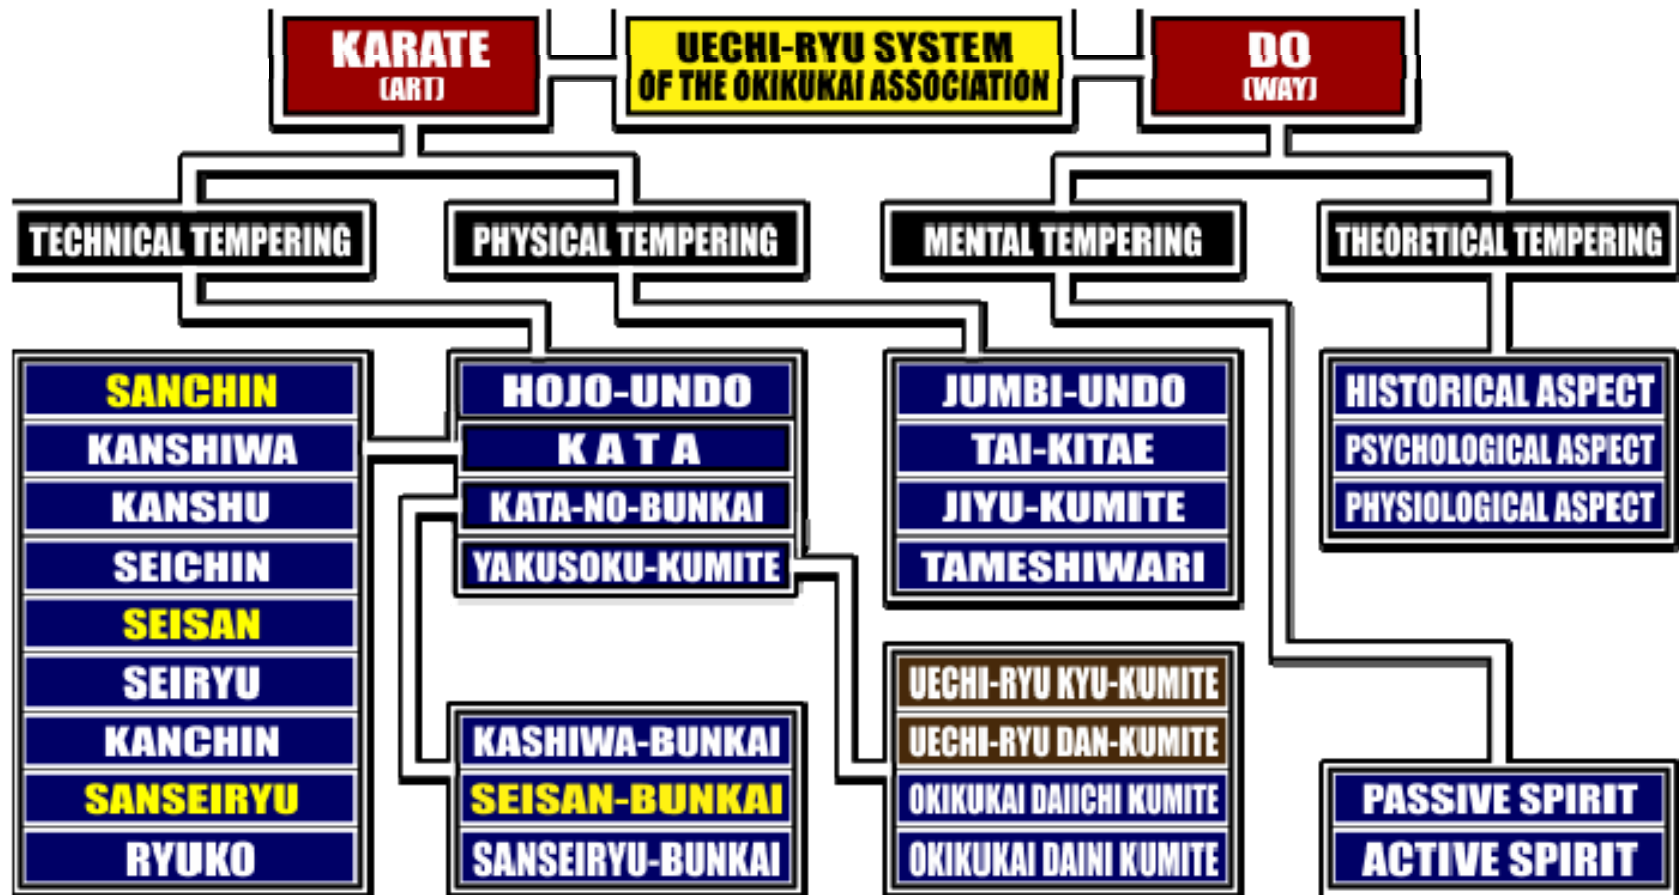 KARATE
(ART)
UECHI-RYU SYSTEM
OF THE OKIKUKAI ASSOCIATION
DO
(WAY)
TECHNICAL TEMPERING
PHYSICAL TEMPERING
MENTAL TEMPERING
THEORETICAL TEMPERING
SANCHIN
KANSHIWA
KANSHU
SEICHIN
SEISAN
SEIRYU
KANCHIN
SANSEIRYU
RYUKO
HOJO-UNDO
KATA
KATA-NO-BUNKAI
YAKUSOKU-KUMITE
KASHIWA-BUNKAI
SEISAN-BUNKAI
SANSEIRYU-BUNKAI
JUMBI-UNDO
TAI-KITAE
JIYU-KUMITE
TAMESHIWARI
UECHI-RYU KYU-KUMITE
UECHI-RYU DAN-KUMITE
OKIKUKAI DAIICHI KUMITE
OKIKUKAI DAINI KUMITE
HISTORICAL ASPECT
PSYCHOLOGICAL ASPECT
PHYSIOLOGICAL ASPECT
PASSIVE SPIRIT
ACTIVE SPIRIT